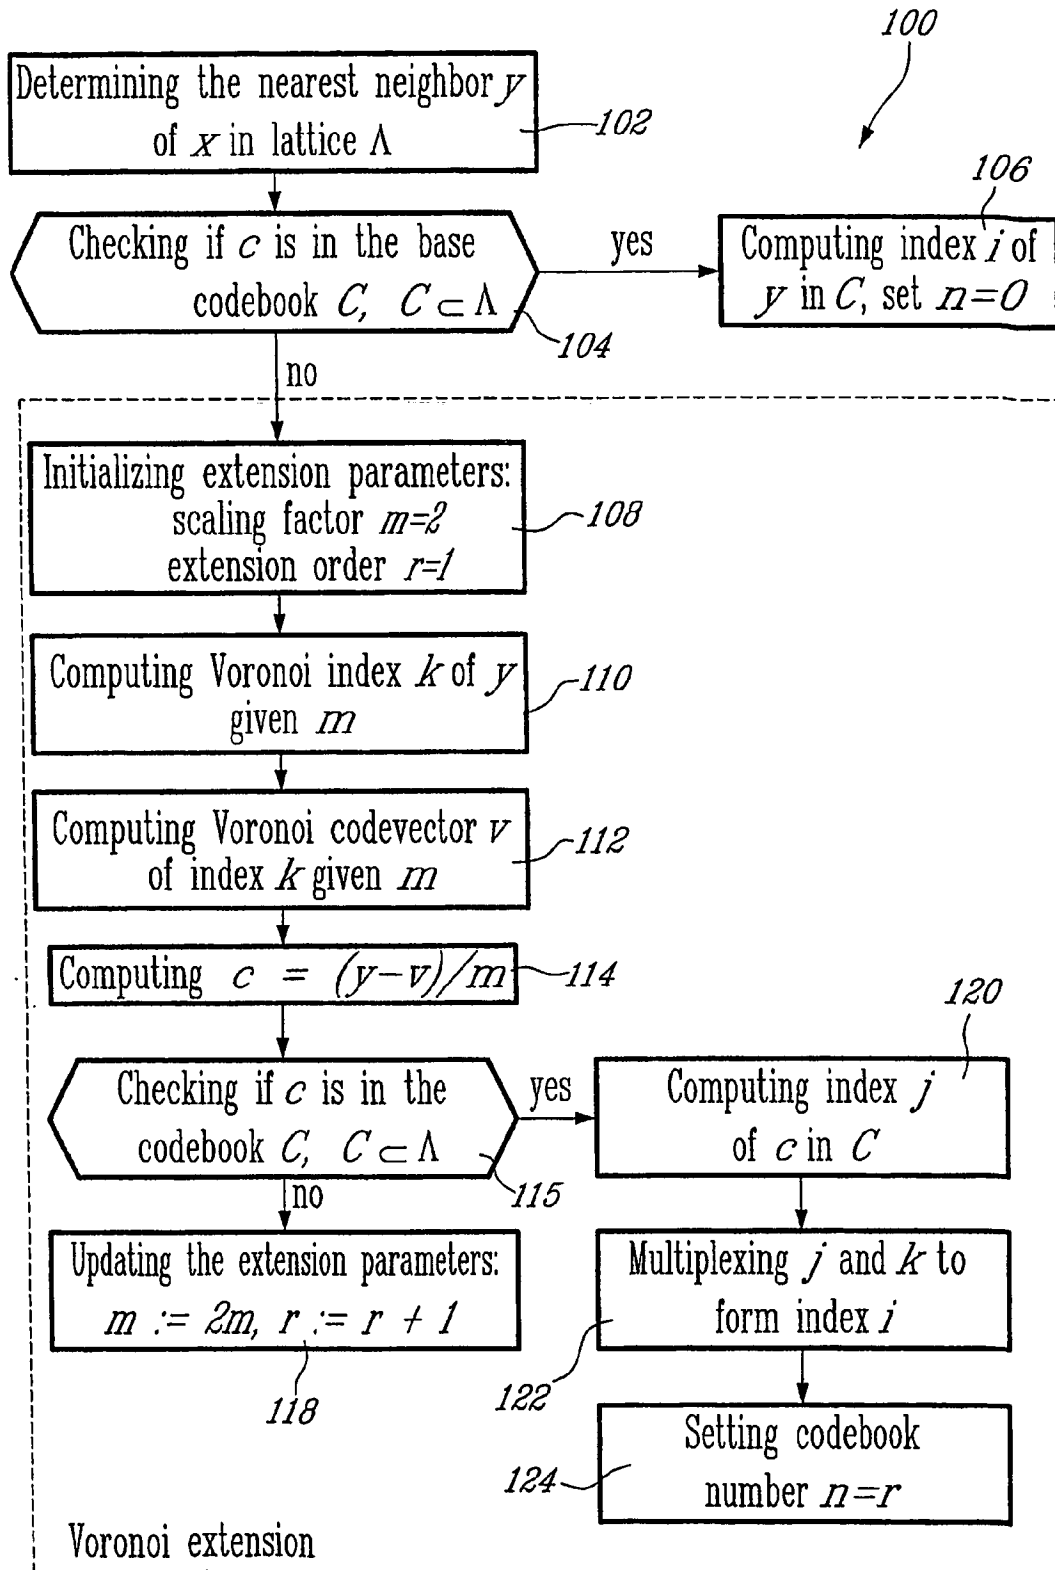 100
Determining the nearest neighbor y
of x in lattice Λ
102
Checking if c is in the base
codebook C, C ⊂ Λ
104
yes
106
Computing index i of
y in C, set n=0
no
Initializing extension parameters:
scaling factor m=2
extension order r=1
108
Computing Voronoi index k of y
given m
110
Computing Voronoi codevector v
of index k given m
112
Computing c = (y-v)/m
114
Checking if c is in the
codebook C, C ⊂ Λ
115
yes
120
Computing index j
of c in C
no
Updating the extension parameters:
m := 2m, r := r + 1
118
Multiplexing j and k to
form index i
122
Setting codebook
number n=r
124
Voronoi extension